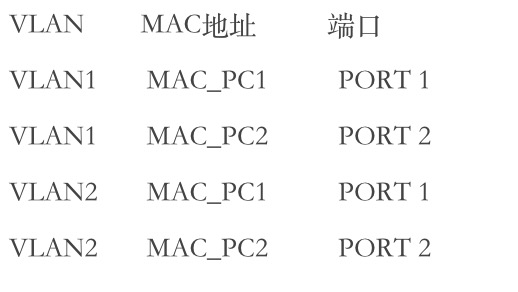 VLAN MAC地址 端口
VLAN1 MAC_PC1 PORT 1
VLAN1 MAC_PC2 PORT 2
VLAN2 MAC_PC1 PORT 1
VLAN2 MAC_PC2 PORT 2